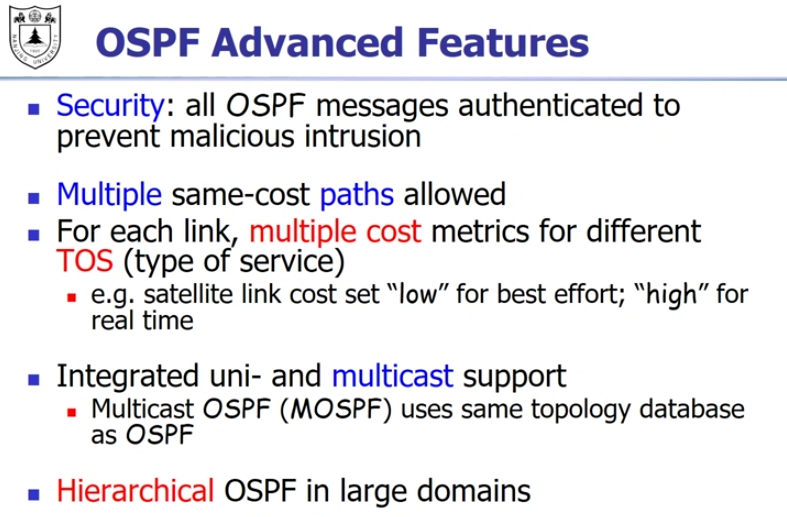 OSPF Advanced Features
Security: all OSPF messages authenticated to
prevent malicious intrusion
Multiple same-cost paths allowed
For each link, multiple cost metrics for different
TOS (type of service)
e.g. satellite link cost set “low” for best effort; “high” for
real time
Integrated uni- and multicast support
Multicast OSPF (MOSPF) uses same topology database
as OSPF
Hierarchical OSPF in large domains